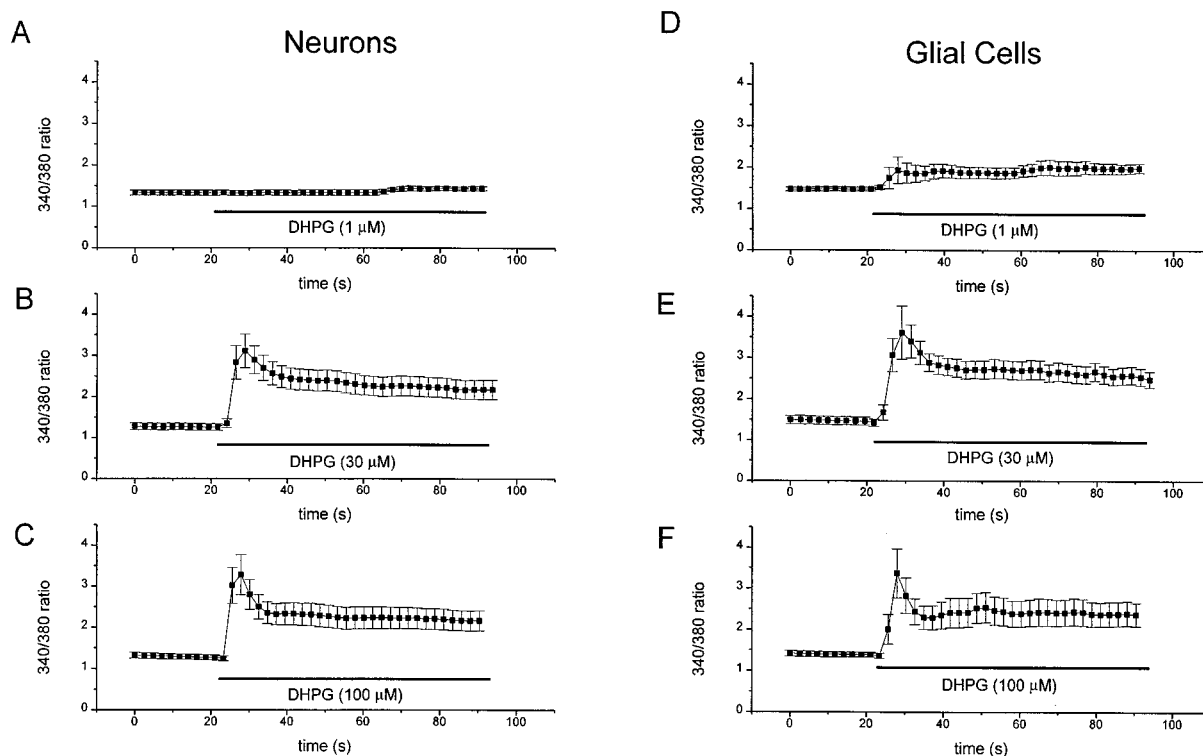 A
Neurons
4
3
2
1
0
340/380 ratio
DHPG (1 μM)
0 20 40 60 80 100
time (s)
B
4
3
2
1
0
340/380 ratio
DHPG (30 μM)
0 20 40 60 80 100
time (s)
C
4
3
2
1
0
340/380 ratio
DHPG (100 μM)
0 20 40 60 80 100
time (s)
D
Glial Cells
4
3
2
1
0
340/380 ratio
DHPG (1 μM)
0 20 40 60 80 100
time (s)
E
4
3
2
1
0
340/380 ratio
DHPG (30 μM)
0 20 40 60 80 100
time (s)
F
4
3
2
1
0
340/380 ratio
DHPG (100 μM)
0 20 40 60 80 100
time (s)